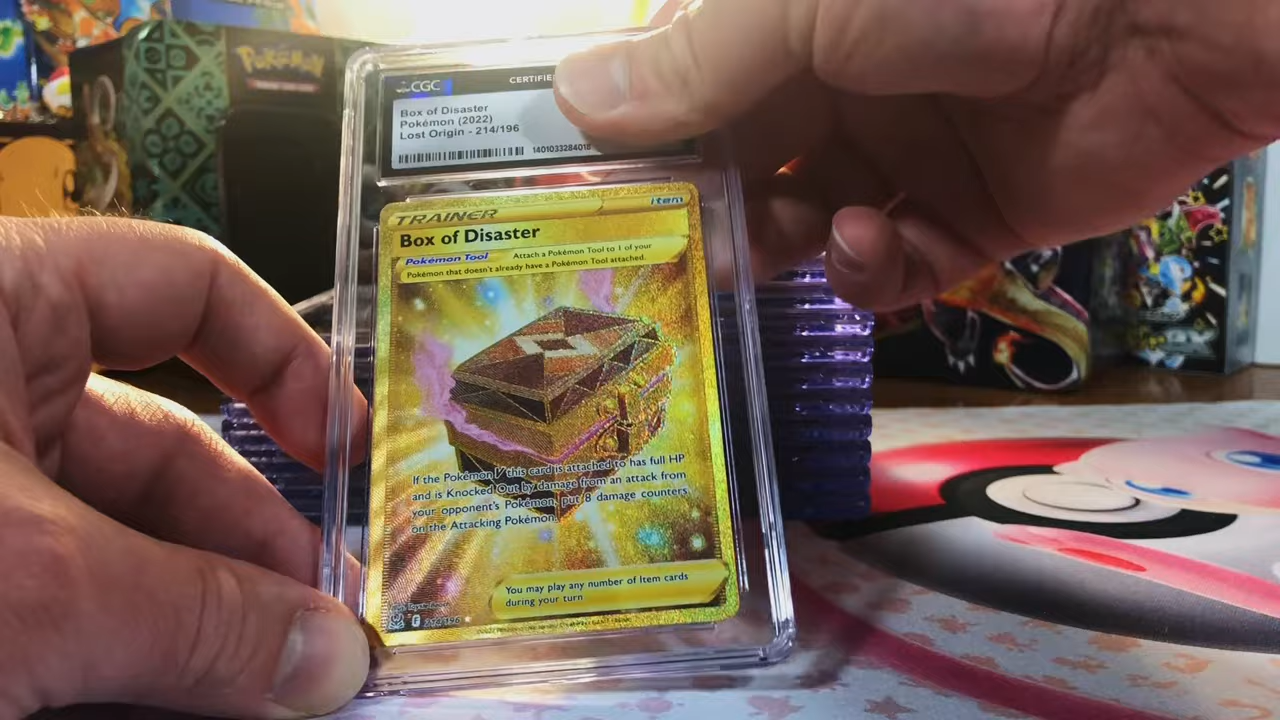 Pokémon
CGC CERTIFIE
Box of Disaster
Pokémon (2022)
Lost Origin - 214/196
TRAINER
Item
Box of Disaster
Pokémon Tool
Attach a Pokémon Tool to 1 of your
Pokémon that doesn't already have a Pokémon Tool attached.
If the Pokémon V this card is attached to has full HP
and is Knocked Out by damage from an attack from
your opponent's Pokémon, put 8 damage counters
on the Attacking Pokémon.
You may play any number of Item cards
during your turn
F 214/196